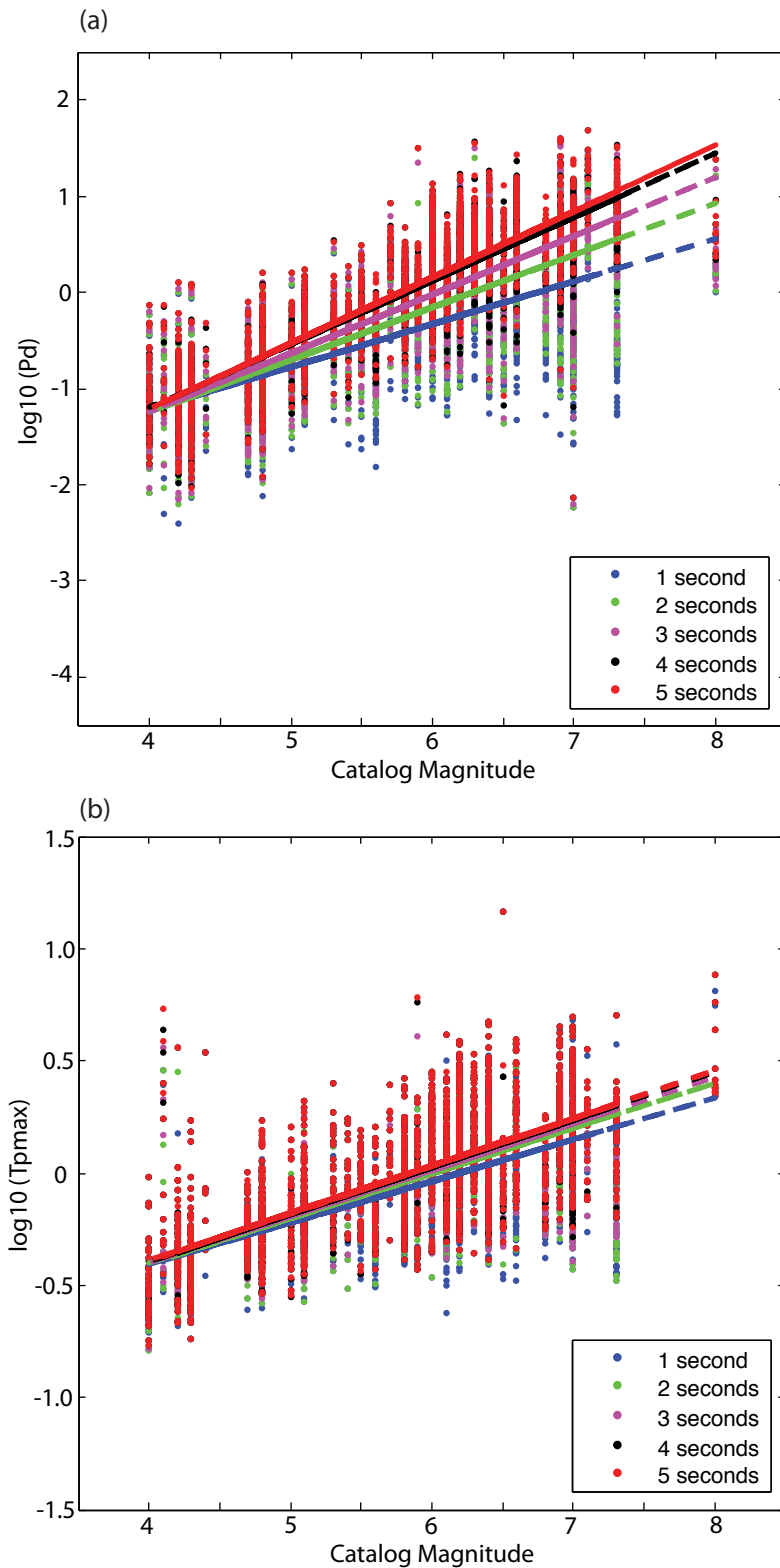 (a)
2
1
0
-1
-2
-3
-4
log10 (Pd)
1 second
2 seconds
3 seconds
4 seconds
5 seconds
4 5 6 7 8
Catalog Magnitude
(b)
1.5
1.0
0.5
0
-0.5
-1.0
-1.5
log10 (Tpmax)
1 second
2 seconds
3 seconds
4 seconds
5 seconds
4 5 6 7 8
Catalog Magnitude